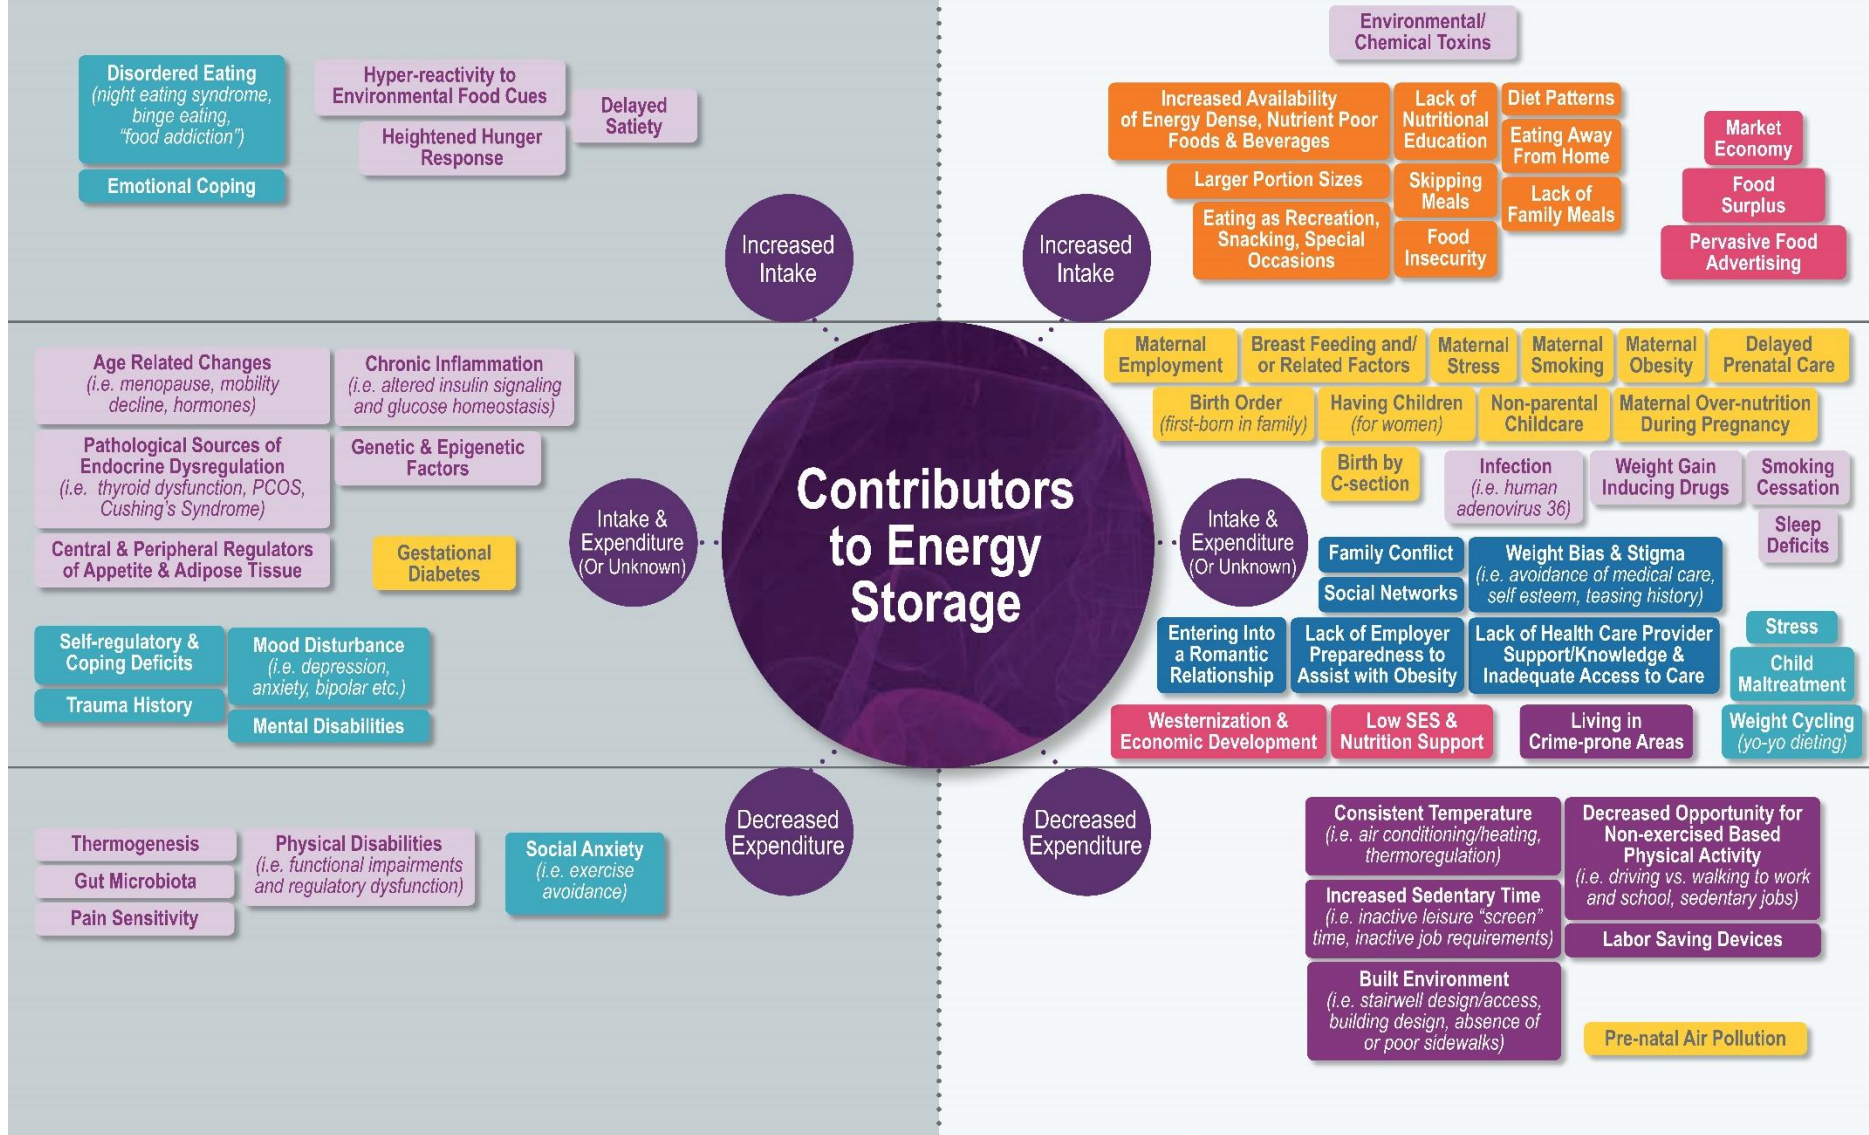 Disordered Eating
(night eating syndrome,
binge eating,
“food addiction”)
Emotional Coping
Hyper-reactivity to
Environmental Food Cues
Heightened Hunger
Response
Delayed
Satiety
Increased
Intake
Environmental/
Chemical Toxins
Increased Availability
of Energy Dense, Nutrient Poor
Foods & Beverages
Larger Portion Sizes
Eating as Recreation,
Snacking, Special
Occasions
Lack of
Nutritional
Education
Skipping
Meals
Food
Insecurity
Diet Patterns
Eating Away
From Home
Lack of
Family Meals
Market
Economy
Food
Surplus
Pervasive Food
Advertising
Increased
Intake
Age Related Changes
(i.e. menopause, mobility
decline, hormones)
Chronic Inflammation
(i.e. altered insulin signaling
and glucose homeostasis)
Pathological Sources of
Endocrine Dysregulation
(i.e. thyroid dysfunction, PCOS,
Cushing’s Syndrome)
Genetic & Epigenetic
Factors
Central & Peripheral Regulators
of Appetite & Adipose Tissue
Gestational
Diabetes
Self-regulatory &
Coping Deficits
Trauma History
Mood Disturbance
(i.e. depression,
anxiety, bipolar etc.)
Mental Disabilities
Intake &
Expenditure
(Or Unknown)
Contributors
to Energy
Storage
Intake &
Expenditure
(Or Unknown)
Maternal
Employment
Breast Feeding and/
or Related Factors
Maternal
Stress
Maternal
Smoking
Maternal
Obesity
Delayed
Prenatal Care
Birth Order
(first-born in family)
Having Children
(for women)
Non-parental
Childcare
Maternal Over-nutrition
During Pregnancy
Birth by
C-section
Infection
(i.e. human
adenovirus 36)
Weight Gain
Inducing Drugs
Smoking
Cessation
Sleep
Deficits
Family Conflict
Social Networks
Weight Bias & Stigma
(i.e. avoidance of medical care,
self esteem, teasing history)
Entering Into
a Romantic
Relationship
Lack of Employer
Preparedness to
Assist with Obesity
Lack of Health Care Provider
Support/Knowledge &
Inadequate Access to Care
Stress
Child
Maltreatment
Weight Cycling
(yo-yo dieting)
Westernization &
Economic Development
Low SES &
Nutrition Support
Living in
Crime-prone Areas
Thermogenesis
Gut Microbiota
Pain Sensitivity
Physical Disabilities
(i.e. functional impairments
and regulatory dysfunction)
Social Anxiety
(i.e. exercise
avoidance)
Decreased
Expenditure
Decreased
Expenditure
Consistent Temperature
(i.e. air conditioning/heating,
thermoregulation)
Increased Sedentary Time
(i.e. inactive leisure “screen”
time, inactive job requirements)
Built Environment
(i.e. stairwell design/access,
building design, absence of
or poor sidewalks)
Decreased Opportunity for
Non-exercised Based
Physical Activity
(i.e. driving vs. walking to work
and school, sedentary jobs)
Labor Saving Devices
Pre-natal Air Pollution